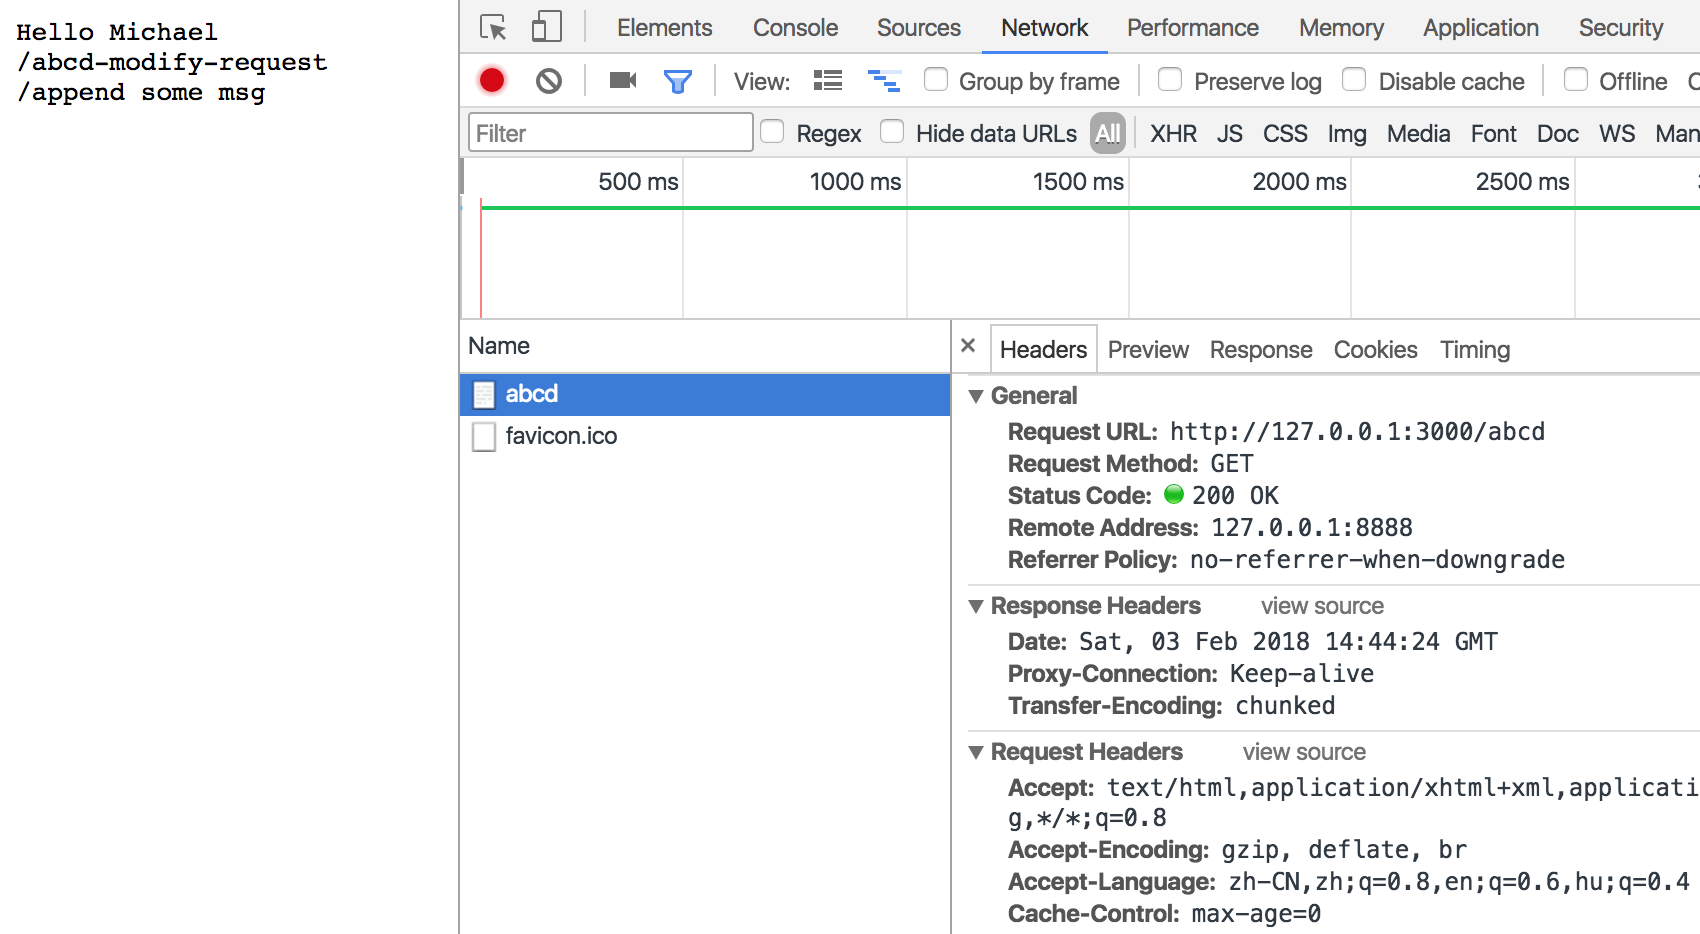 Hello Michael
/abcd-modify-request
/append some msg
Elements Console Sources Network Performance Memory Application Security
View: Group by frame Preserve log Disable cache Offline
Filter Regex Hide data URLs All XHR JS CSS Img Media Font Doc WS Man
500 ms 1000 ms 1500 ms 2000 ms 2500 ms
Name
abcd
favicon.ico
× Headers Preview Response Cookies Timing
▼ General
Request URL: http://127.0.0.1:3000/abcd
Request Method: GET
Status Code: 200 OK
Remote Address: 127.0.0.1:8888
Referrer Policy: no-referrer-when-downgrade
▼ Response Headers view source
Date: Sat, 03 Feb 2018 14:44:24 GMT
Proxy-Connection: Keep-alive
Transfer-Encoding: chunked
▼ Request Headers view source
Accept: text/html,application/xhtml+xml,applicati
g,*/*;q=0.8
Accept-Encoding: gzip, deflate, br
Accept-Language: zh-CN,zh;q=0.8,en;q=0.6,hu;q=0.4
Cache-Control: max-age=0